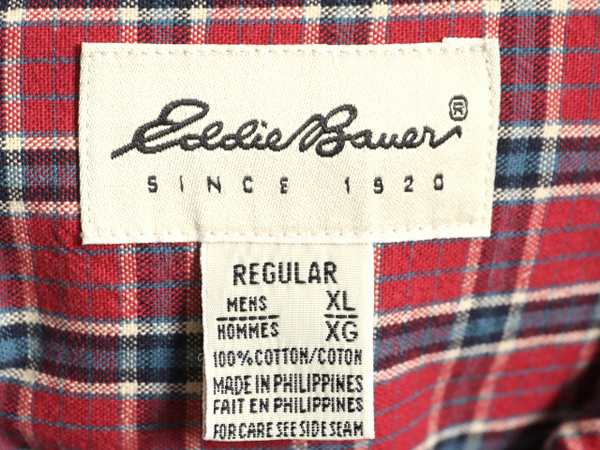 Eddie Bauer®
SINCE 1920
REGULAR
MENS XL
HOMMES XG
100% COTTON/COTON
MADE IN PHILIPPINES
FAIT EN PHILIPPINES
FOR CARE SEE SIDE SEAM